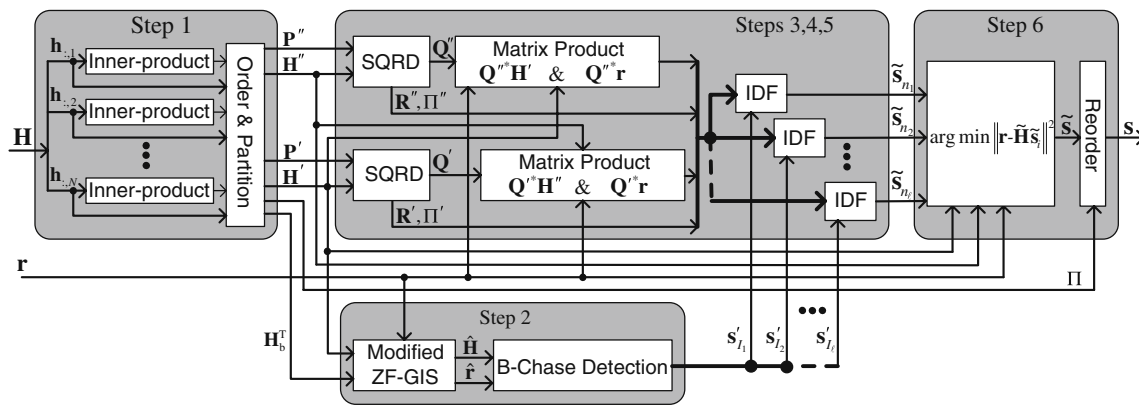 Step 1
Steps 3,4,5
Step 6
h:,1
Inner-product
h:,2
Inner-product
h:,N
Inner-product
H
Order & Partition
P″
H″
P′
H′
SQRD
Q″
R″,Π″
Matrix Product
Q″*H′ & Q″*r
SQRD
Q′
R′,Π′
Matrix Product
Q′*H″ & Q′*r
IDF
IDF
IDF
s̃n₁
s̃n₂
s̃nℓ
arg min ‖r-H̃s̃i‖²
s̃
Reorder
s
r
Π
HbT
Step 2
Modified
ZF-GIS
Ĥ
r̂
B-Chase Detection
s′I₁
s′I₂
s′Iℓ